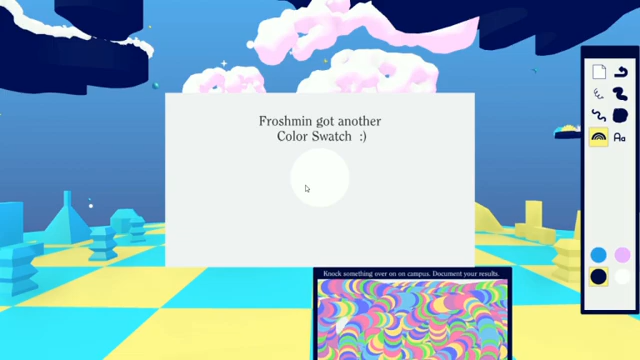 Froshmin got another
Color Swatch :)
Aa
Knock something over on on campus. Document your results.